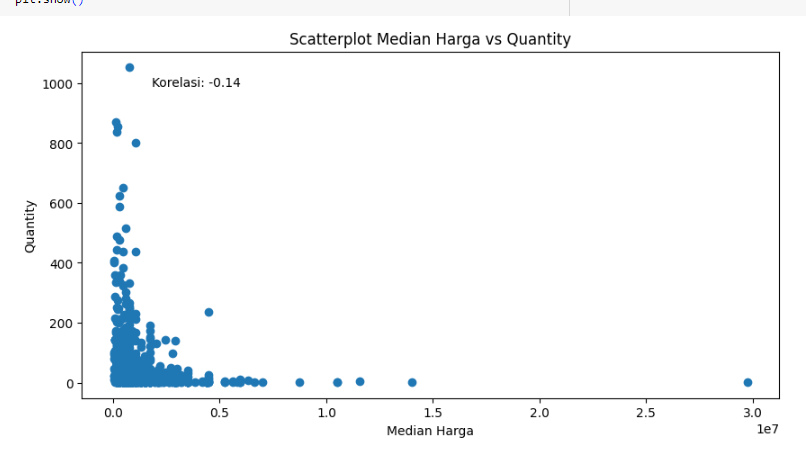 plt.show()
Scatterplot Median Harga vs Quantity
Korelasi: -0.14
Quantity
1000
800
600
400
200
0
0.0 0.5 1.0 1.5 2.0 2.5 3.0
1e7
Median Harga